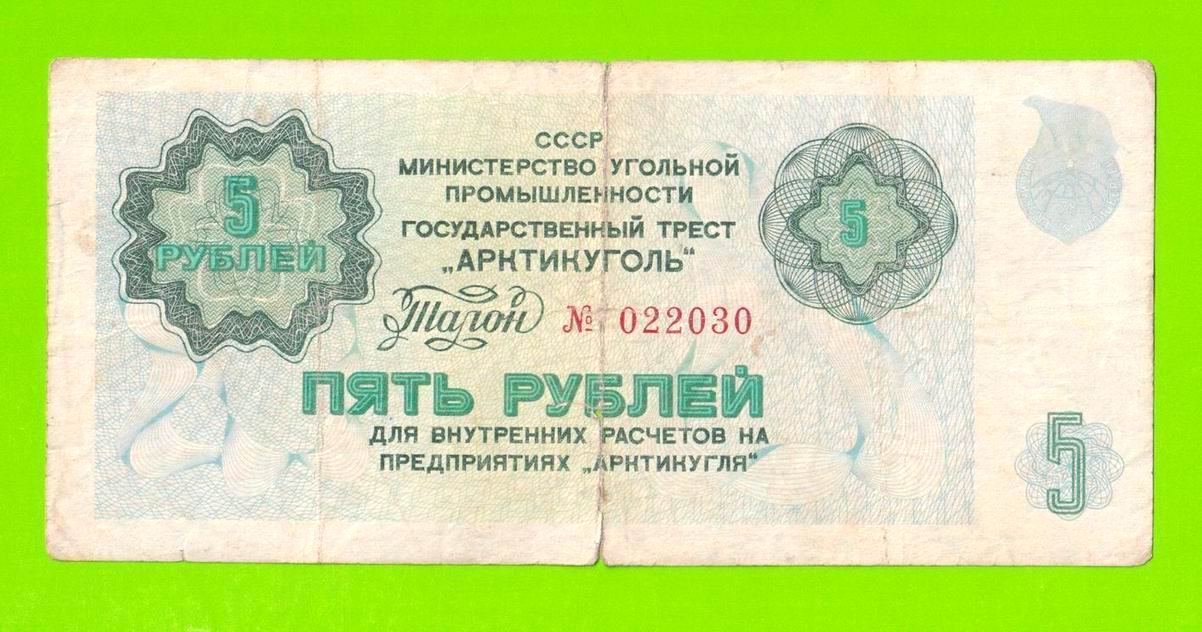 СССР
МИНИСТЕРСТВО УГОЛЬНОЙ
ПРОМЫШЛЕННОСТИ
ГОСУДАРСТВЕННЫЙ ТРЕСТ
„АРКТИКУГОЛЬ“
5
РУБЛЕЙ
5
Талон № 022030
ПЯТЬ РУБЛЕЙ
ДЛЯ ВНУТРЕННИХ РАСЧЕТОВ НА
ПРЕДПРИЯТИЯХ „АРКТИКУГЛЯ“
5